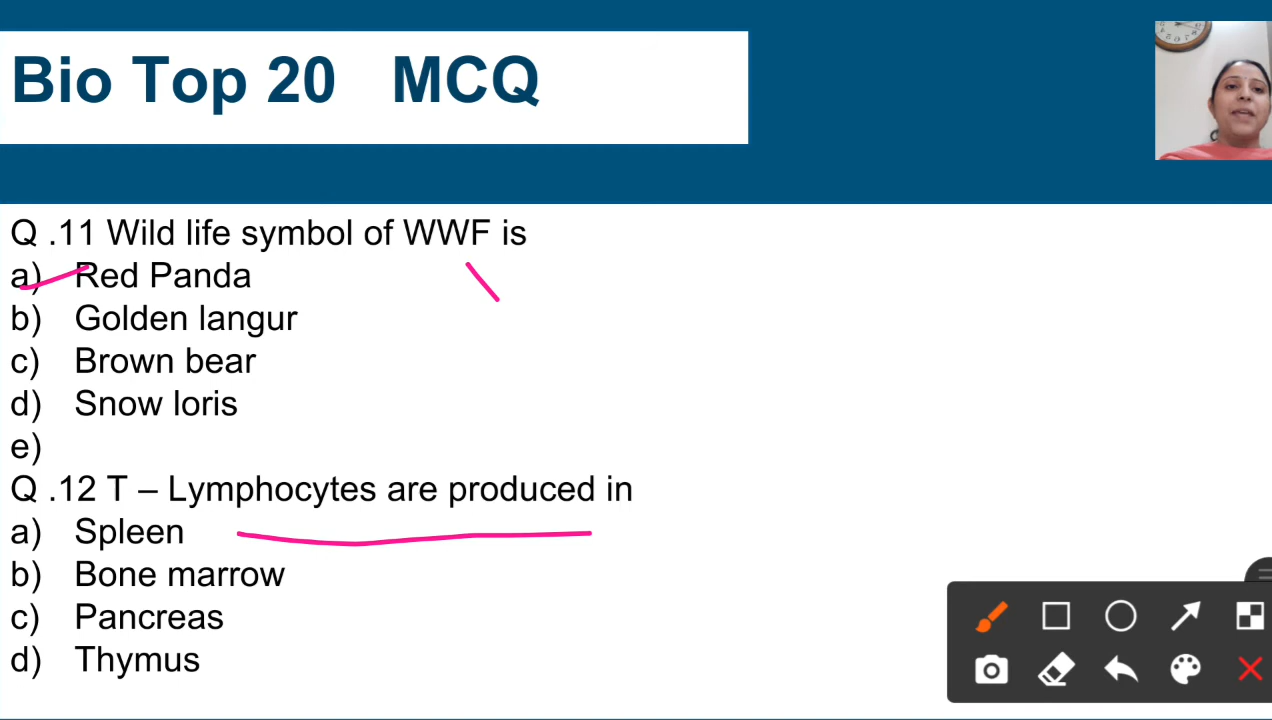 Bio Top 20 MCQ
Q .11 Wild life symbol of WWF is
a) Red Panda
b) Golden langur
c) Brown bear
d) Snow loris
e)
Q .12 T – Lymphocytes are produced in
a) Spleen
b) Bone marrow
c) Pancreas
d) Thymus